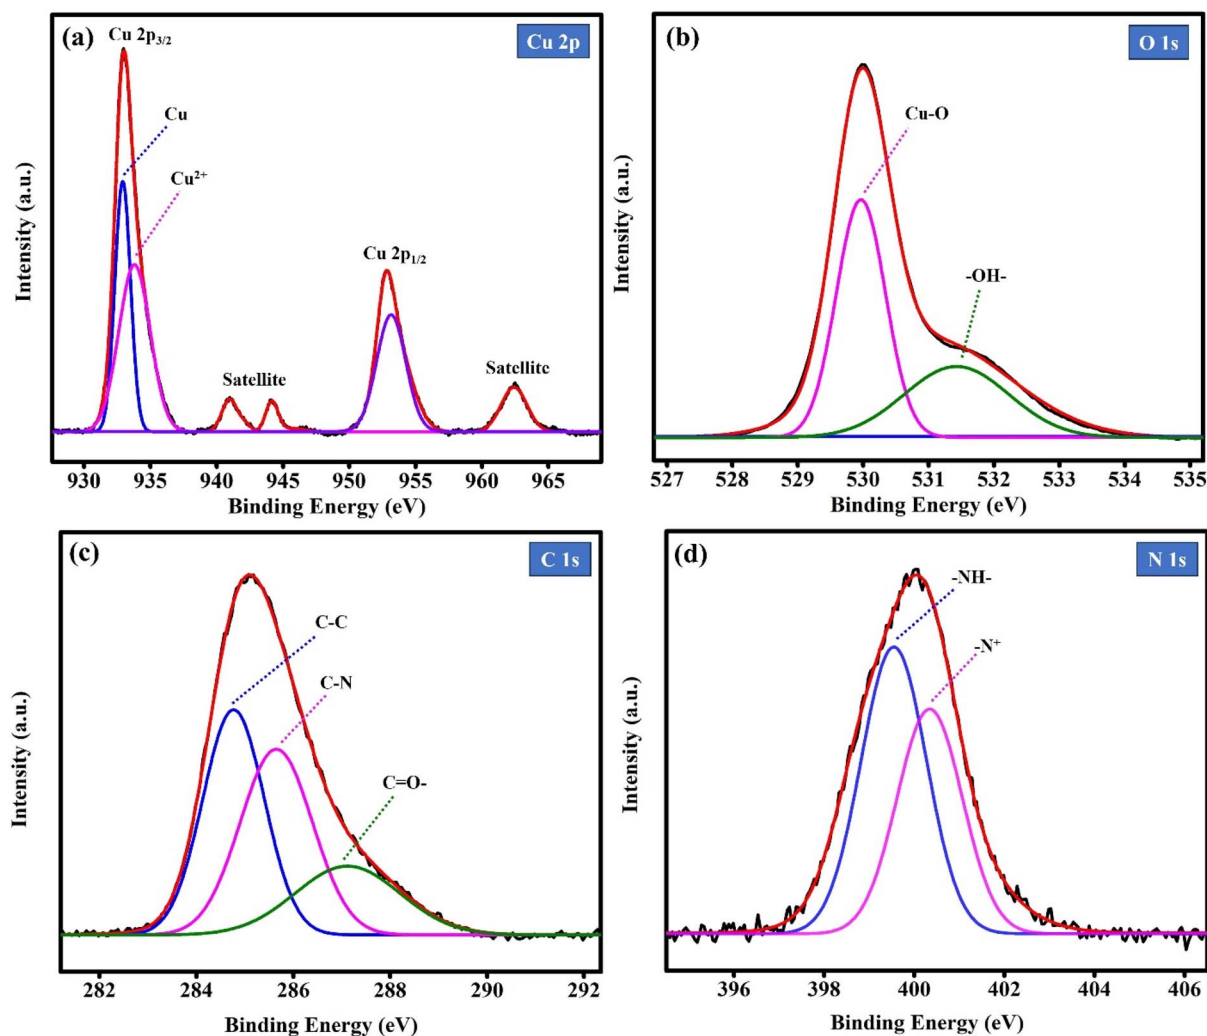 (a)
Cu 2p₃/₂
Cu 2p
Cu
Cu²⁺
Cu 2p₁/₂
Satellite
Satellite
Intensity (a.u.)
930 935 940 945 950 955 960 965
Binding Energy (eV)
(b)
O 1s
Cu-O
-OH-
Intensity (a.u.)
527 528 529 530 531 532 533 534 535
Binding Energy (eV)
(c)
C 1s
C-C
C-N
C=O-
Intensity (a.u.)
282 284 286 288 290 292
Binding Energy (eV)
(d)
N 1s
-NH-
-N⁺
Intensity (a.u.)
396 398 400 402 404 406
Binding Energy (eV)